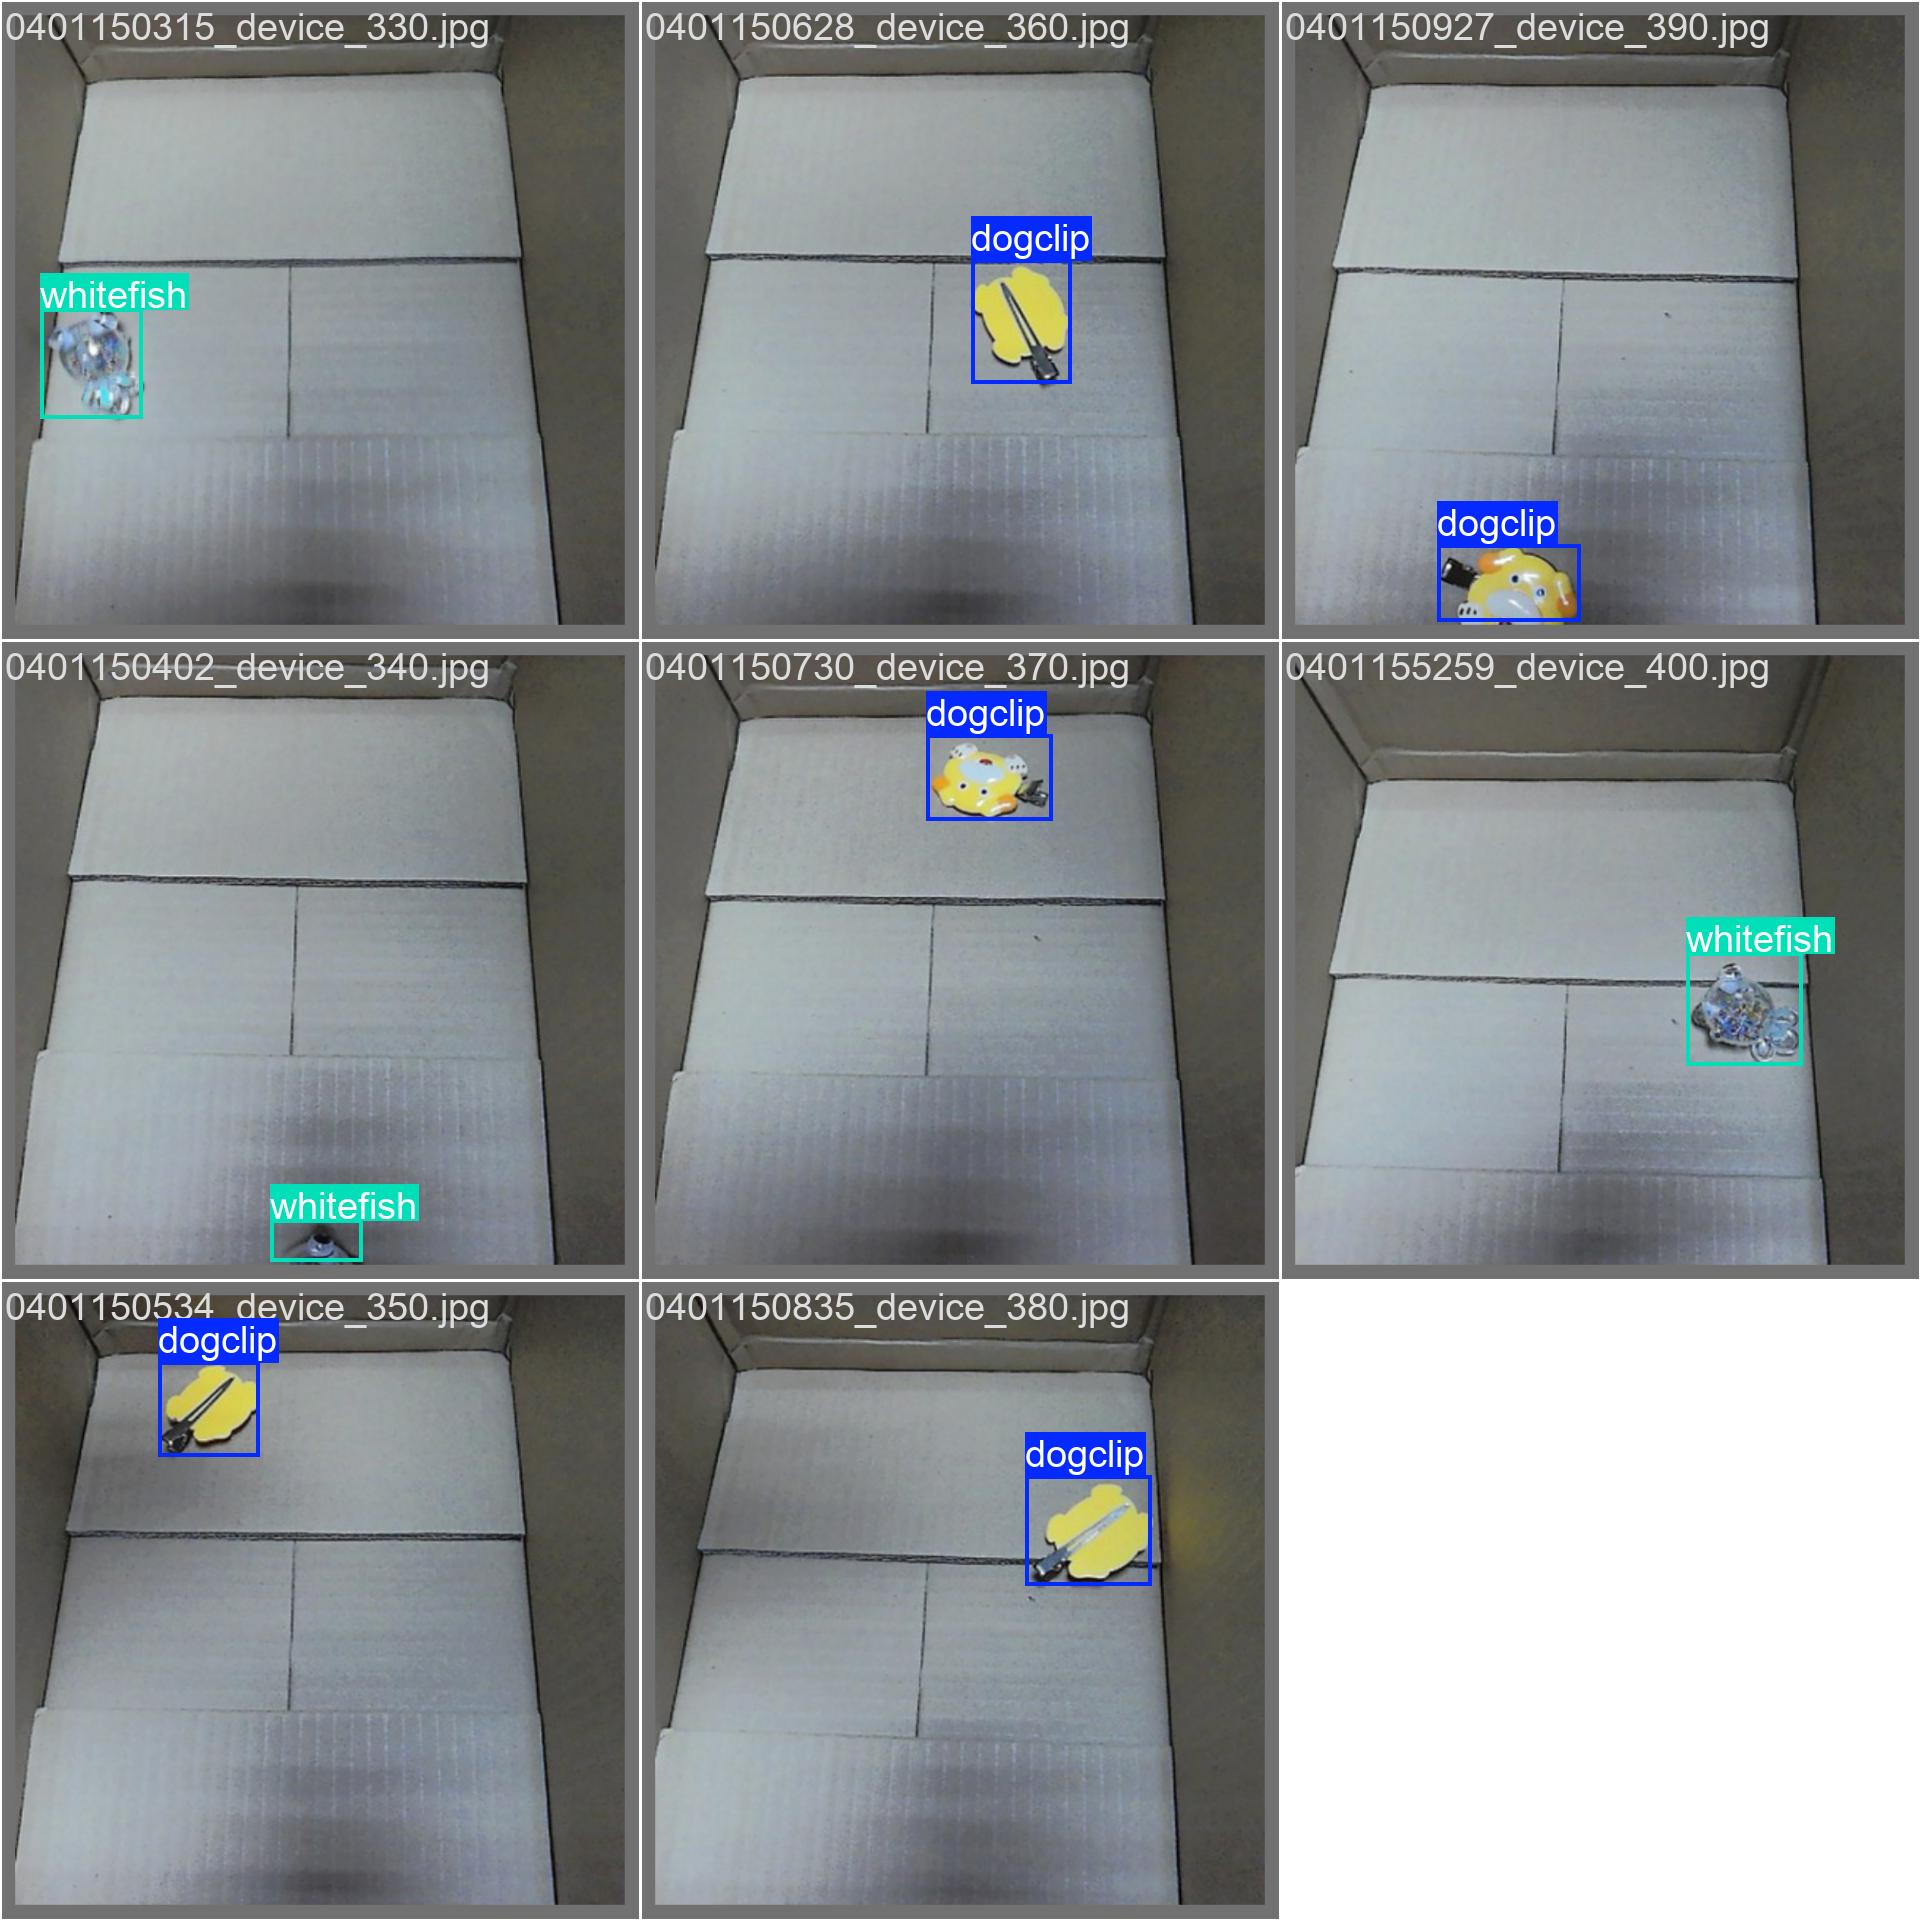 0401150315_device_330.jpg
0401150628_device_360.jpg
0401150927_device_390.jpg
dogclip
whitefish
dogclip
0401150402_device_340.jpg
0401150730_device_370.jpg
0401155259_device_400.jpg
dogclip
whitefish
whitefish
0401150534_device_350.jpg
0401150835_device_380.jpg
dogclip
dogclip